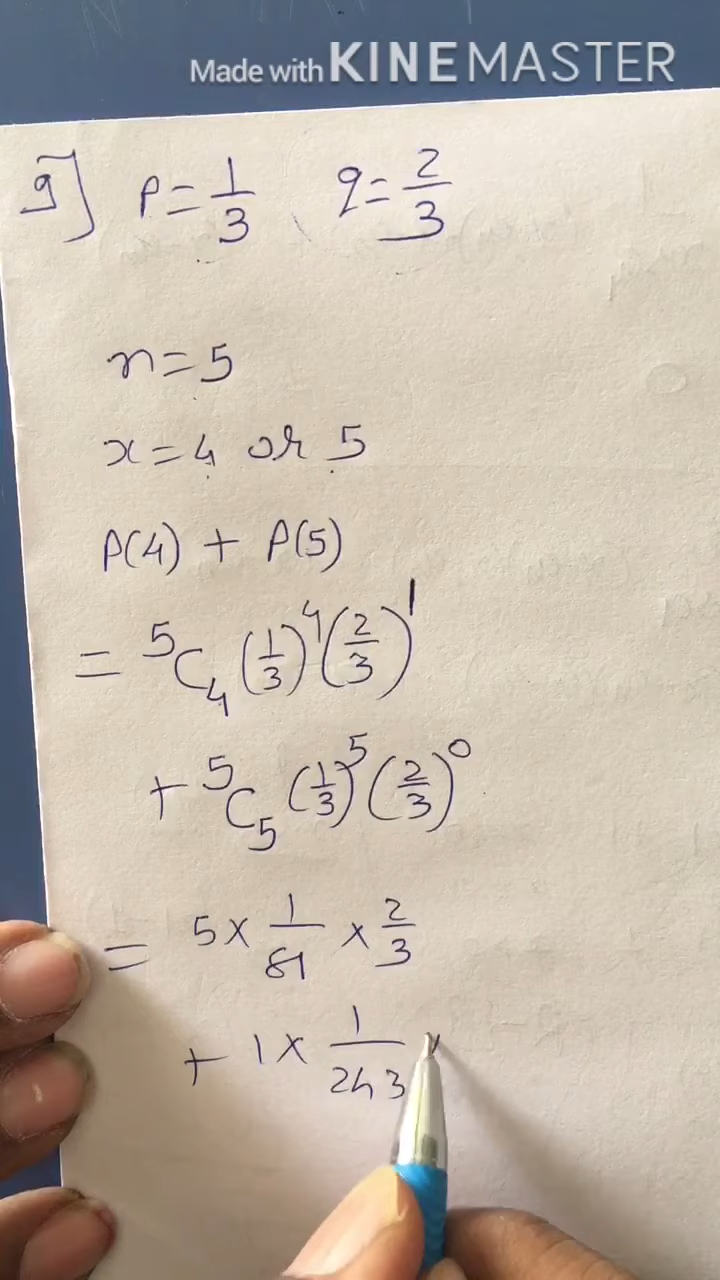 Made with KINEMASTER
9] P = 1/3, q = 2/3
n = 5
x = 4 or 5
P(4) + P(5)
= ⁵C₄ (1/3)⁴ (2/3)¹
+ ⁵C₅ (1/3)⁵ (2/3)⁰
= 5 × 1/81 × 2/3
+ 1 × 1/243